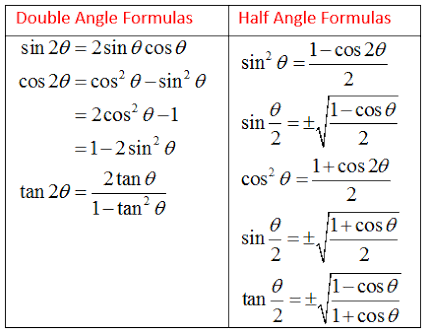 Double Angle Formulas
sin 2θ = 2 sin θ cos θ
cos 2θ = cos² θ − sin² θ
= 2cos² θ − 1
= 1 − 2 sin² θ
tan 2θ = 2 tan θ / 1 − tan² θ
Half Angle Formulas
sin² θ = 1 − cos 2θ / 2
sin θ/2 = ±√(1 − cos θ / 2)
cos² θ = 1 + cos 2θ / 2
sin θ/2 = ±√(1 + cos θ / 2)
tan θ/2 = ±√(1 − cos θ / 1 + cos θ)